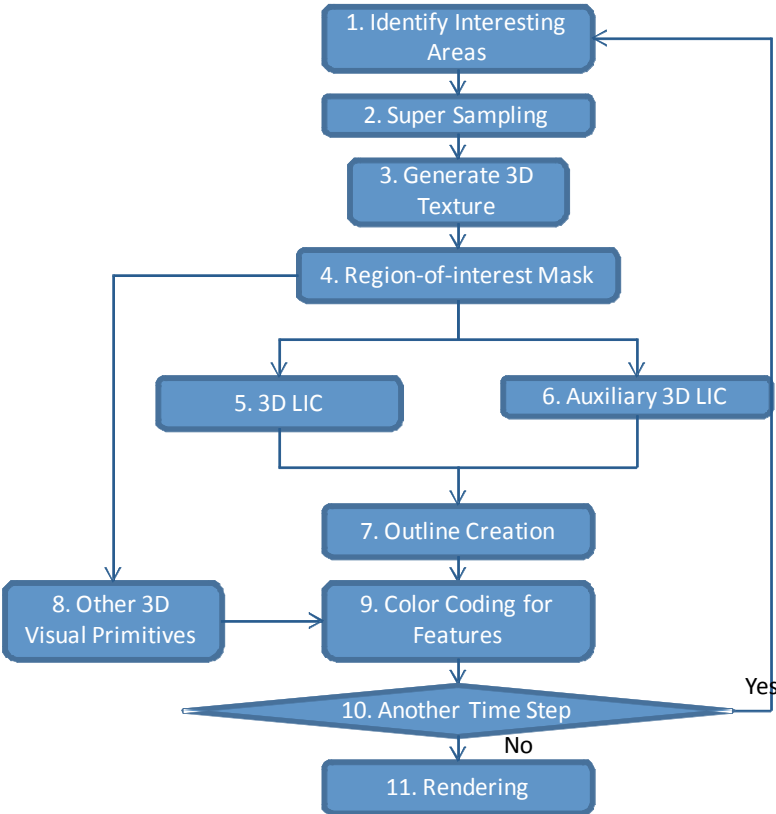 1. Identify Interesting
Areas
2. Super Sampling
3. Generate 3D
Texture
4. Region-of-interest Mask
5. 3D LIC
6. Auxiliary 3D LIC
7. Outline Creation
8. Other 3D
Visual Primitives
9. Color Coding for
Features
10. Another Time Step
Yes
No
11. Rendering